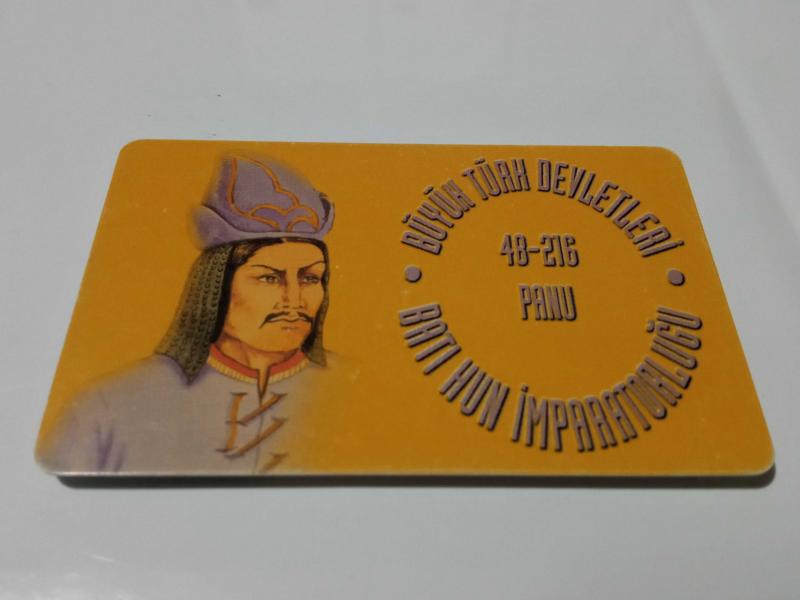 BÜYÜK TÜRK DEVLETLERİ
48-216
PANU
BATI HUN İMPARATORLUĞU